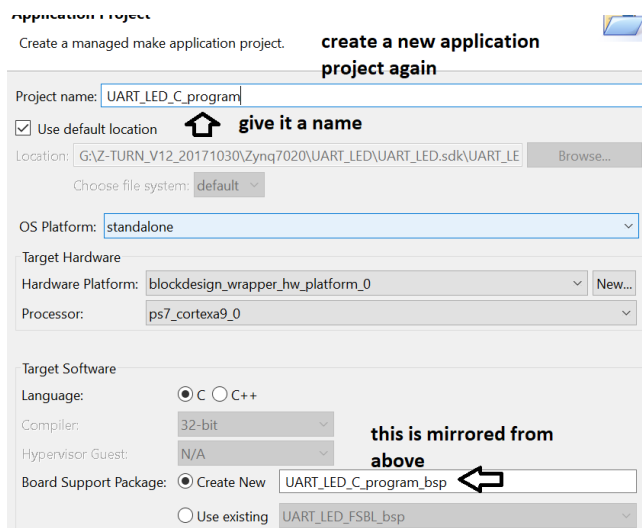 Application Project
Create a managed make application project.
create a new application
project again
Project name: UART_LED_C_program
Use default location
give it a name
Location: G:\Z-TURN_V12_20171030\Zynq7020\UART_LED\UART_LED.sdk\UART_LE Browse...
Choose file system: default
OS Platform: standalone
Target Hardware
Hardware Platform: blockdesign_wrapper_hw_platform_0 New...
Processor: ps7_cortexa9_0
Target Software
Language: C C++
Compiler: 32-bit
Hypervisor Guest: N/A
this is mirrored from
above
Board Support Package: Create New UART_LED_C_program_bsp
Use existing UART_LED_FSBL_bsp